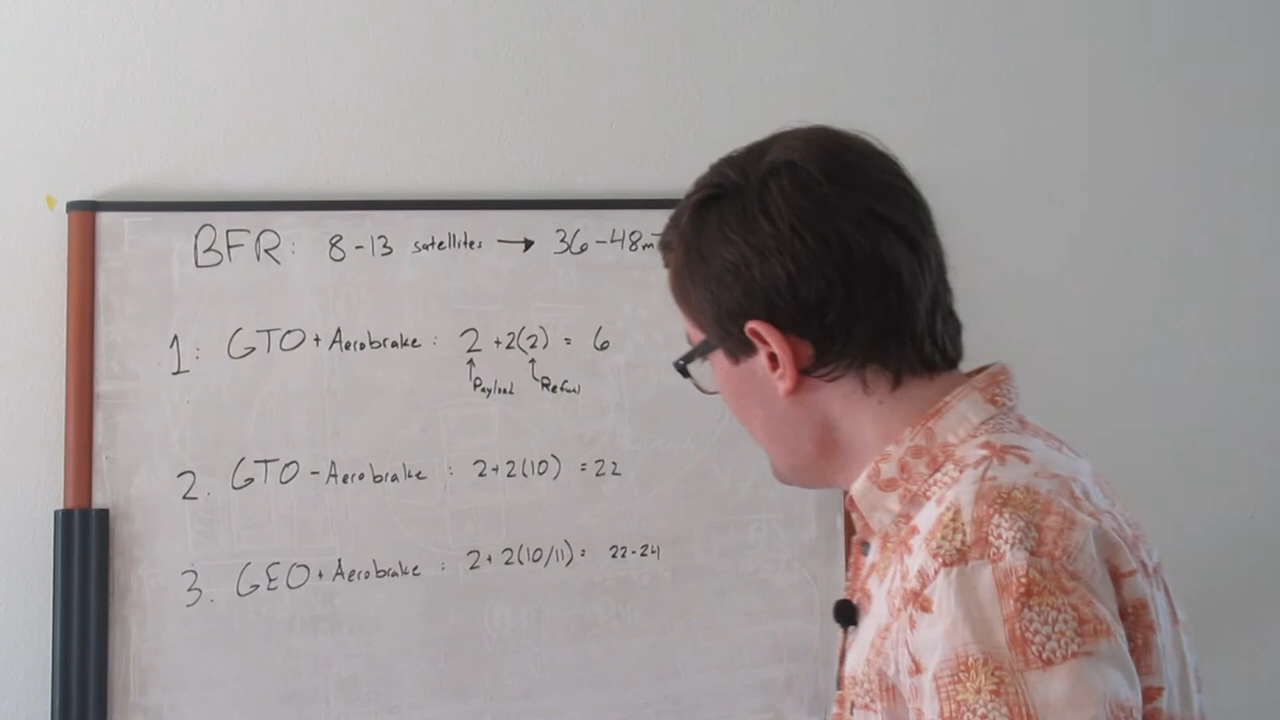 BFR: 8-13 satellites → 36-48m
1: GTO + Aerobrake : 2 + 2(2) = 6
↑ Payload ↑ Refuel
2. GTO - Aerobrake : 2+2(10) = 22
3. GEO + Aerobrake : 2+ 2(10/11) = 22-24